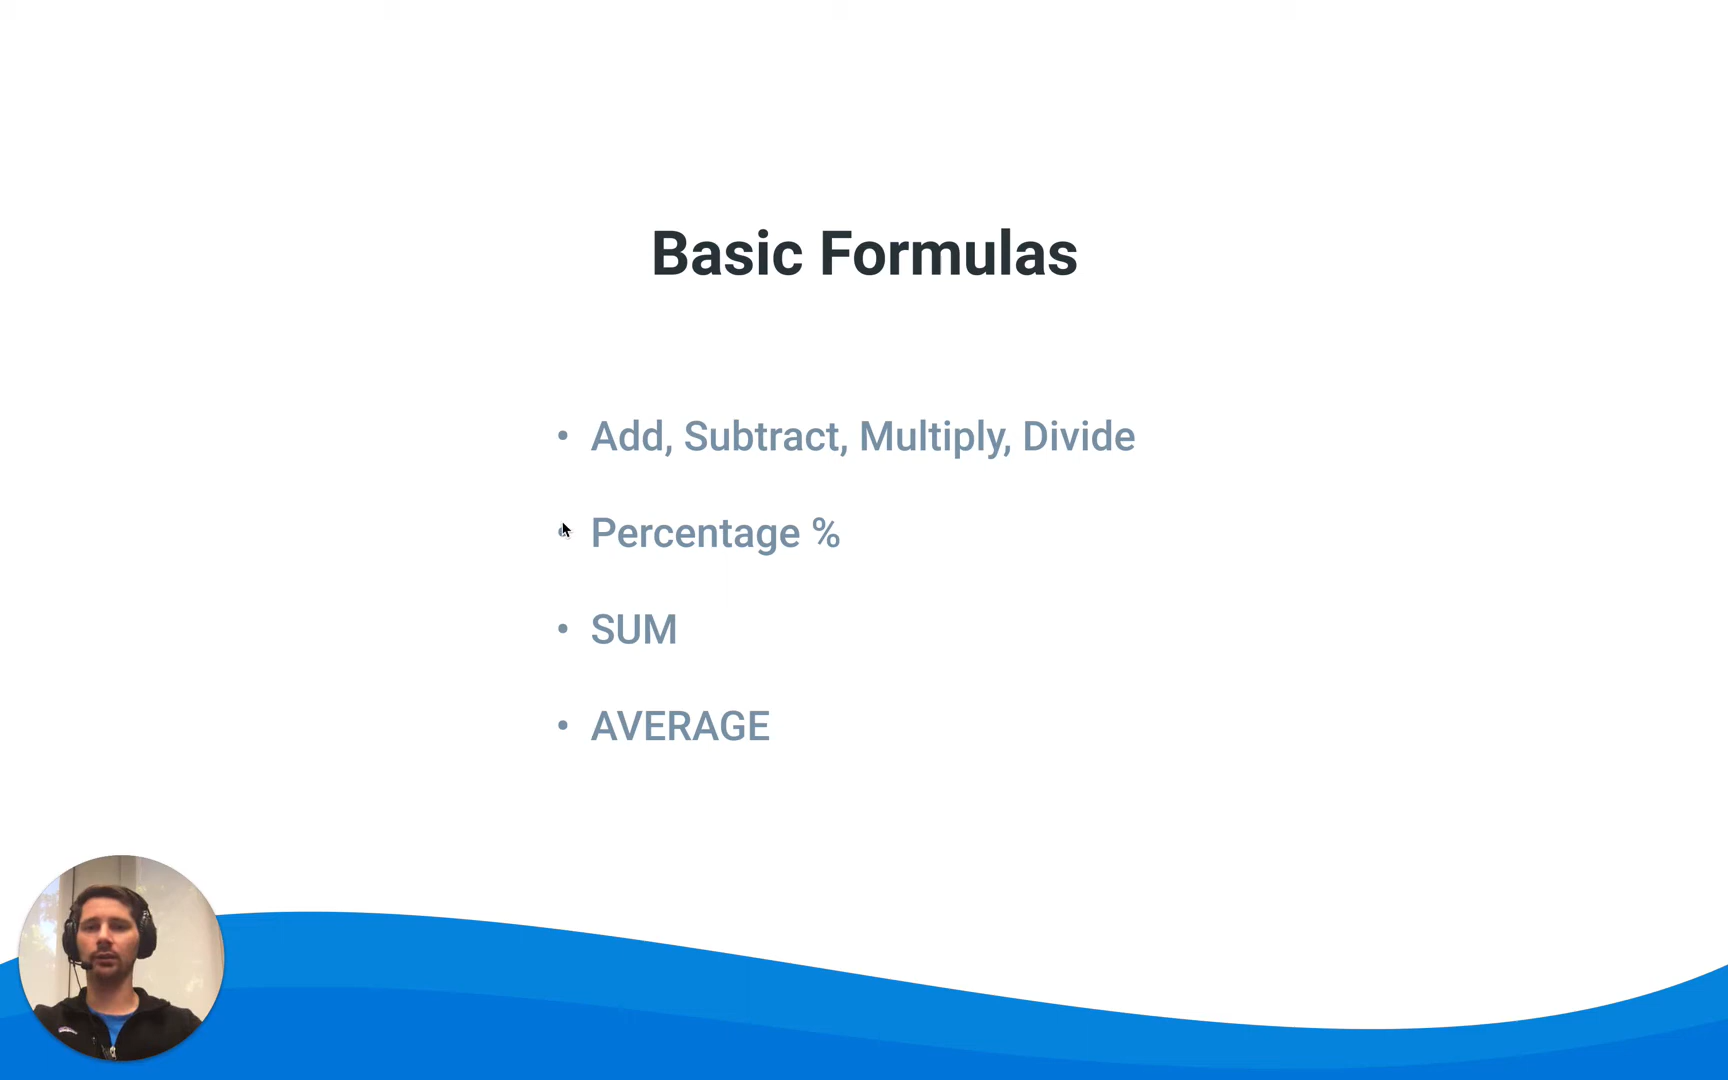 Basic Formulas
• Add, Subtract, Multiply, Divide
• Percentage %
• SUM
• AVERAGE